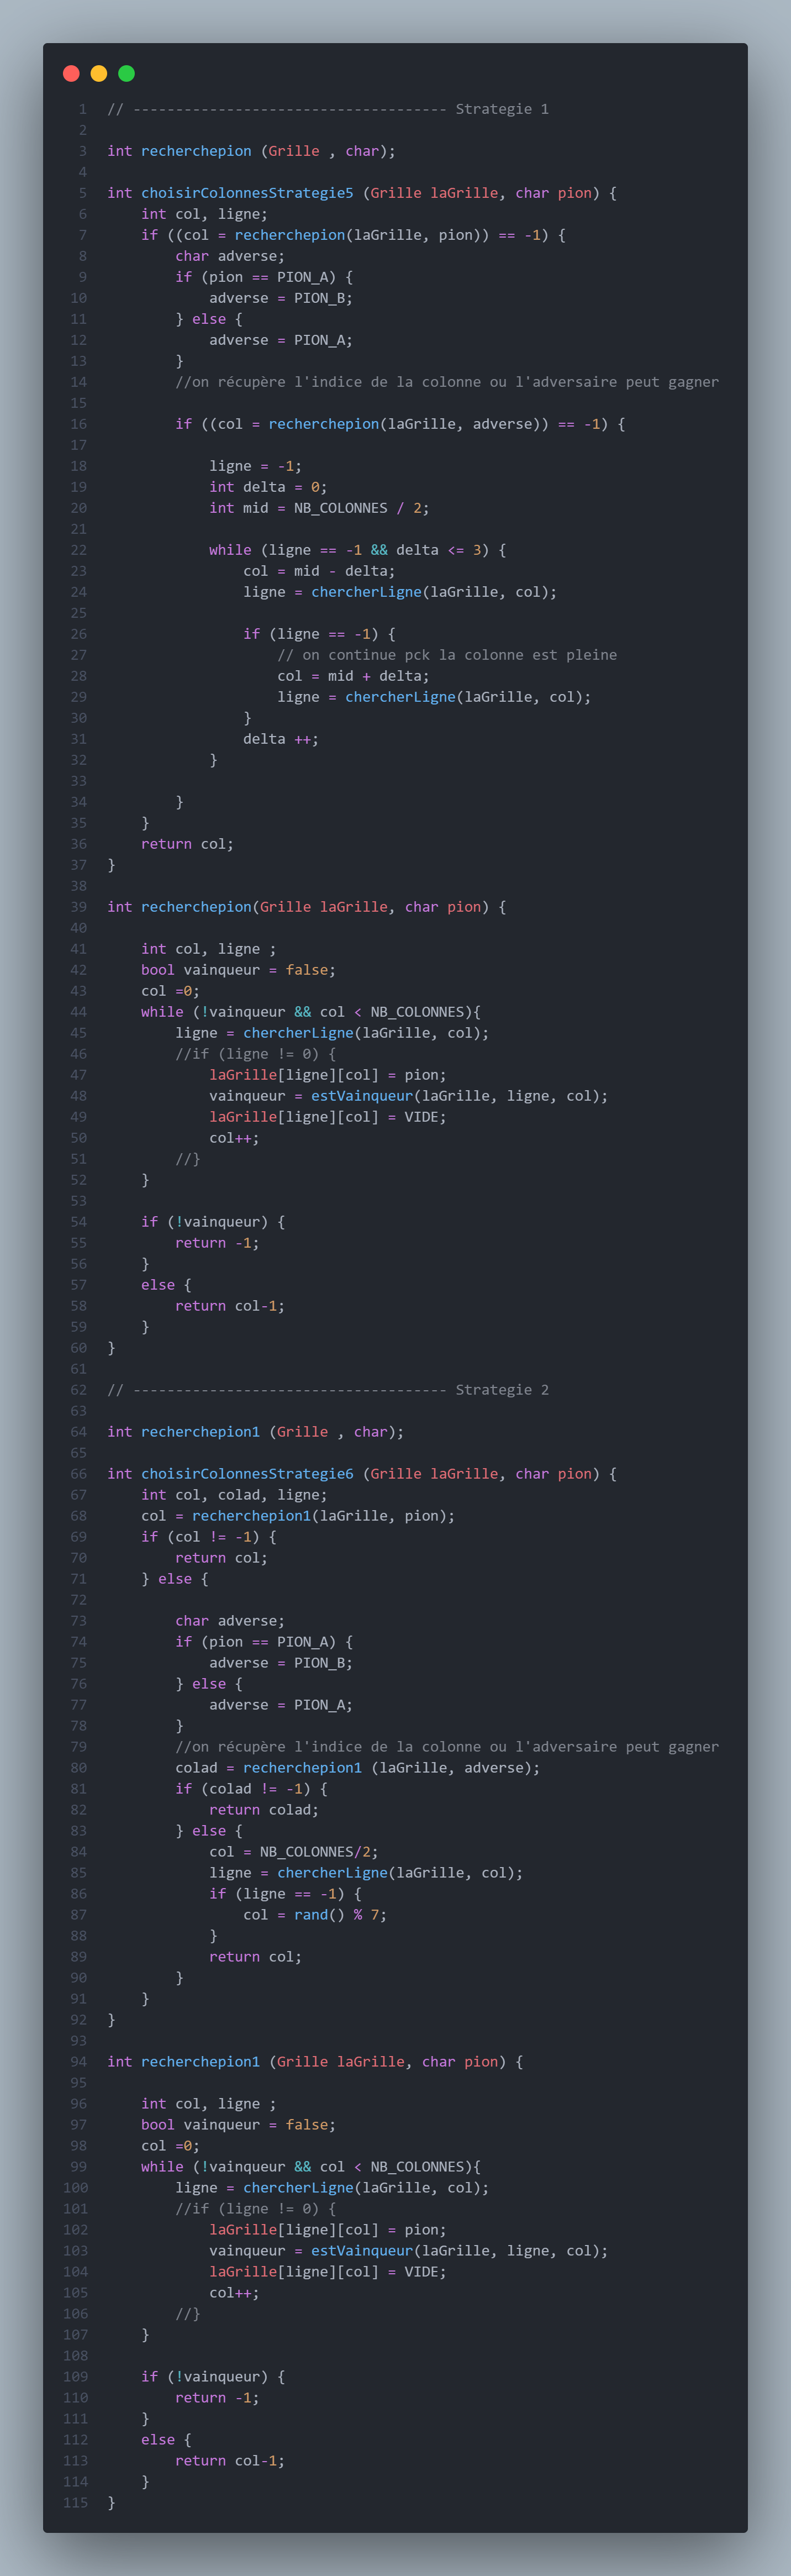 1 // ------------------------------------- Strategie 1
2
3 int recherchepion (Grille , char);
4
5 int choisirColonnesStrategie5 (Grille laGrille, char pion) {
6     int col, ligne;
7     if ((col = recherchepion(laGrille, pion)) == -1) {
8         char adverse;
9         if (pion == PION_A) {
10             adverse = PION_B;
11         } else {
12             adverse = PION_A;
13         }
14         //on récupère l'indice de la colonne ou l'adversaire peut gagner
15
16         if ((col = recherchepion(laGrille, adverse)) == -1) {
17
18             ligne = -1;
19             int delta = 0;
20             int mid = NB_COLONNES / 2;
21
22             while (ligne == -1 && delta <= 3) {
23                 col = mid - delta;
24                 ligne = chercherLigne(laGrille, col);
25
26                 if (ligne == -1) {
27                     // on continue pck la colonne est pleine
28                     col = mid + delta;
29                     ligne = chercherLigne(laGrille, col);
30                 }
31                 delta ++;
32             }
33
34         }
35     }
36     return col;
37 }
38
39 int recherchepion(Grille laGrille, char pion) {
40
41     int col, ligne ;
42     bool vainqueur = false;
43     col =0;
44     while (!vainqueur && col < NB_COLONNES){
45         ligne = chercherLigne(laGrille, col);
46         //if (ligne != 0) {
47             laGrille[ligne][col] = pion;
48             vainqueur = estVainqueur(laGrille, ligne, col);
49             laGrille[ligne][col] = VIDE;
50             col++;
51         //}
52     }
53
54     if (!vainqueur) {
55         return -1;
56     }
57     else {
58         return col-1;
59     }
60 }
61
62 // ------------------------------------- Strategie 2
63
64 int recherchepion1 (Grille , char);
65
66 int choisirColonnesStrategie6 (Grille laGrille, char pion) {
67     int col, colad, ligne;
68     col = recherchepion1(laGrille, pion);
69     if (col != -1) {
70         return col;
71     } else {
72
73         char adverse;
74         if (pion == PION_A) {
75             adverse = PION_B;
76         } else {
77             adverse = PION_A;
78         }
79         //on récupère l'indice de la colonne ou l'adversaire peut gagner
80         colad = recherchepion1 (laGrille, adverse);
81         if (colad != -1) {
82             return colad;
83         } else {
84             col = NB_COLONNES/2;
85             ligne = chercherLigne(laGrille, col);
86             if (ligne == -1) {
87                 col = rand() % 7;
88             }
89             return col;
90         }
91     }
92 }
93
94 int recherchepion1 (Grille laGrille, char pion) {
95
96     int col, ligne ;
97     bool vainqueur = false;
98     col =0;
99     while (!vainqueur && col < NB_COLONNES){
100         ligne = chercherLigne(laGrille, col);
101         //if (ligne != 0) {
102             laGrille[ligne][col] = pion;
103             vainqueur = estVainqueur(laGrille, ligne, col);
104             laGrille[ligne][col] = VIDE;
105             col++;
106         //}
107     }
108
109     if (!vainqueur) {
110         return -1;
111     }
112     else {
113         return col-1;
114     }
115 }